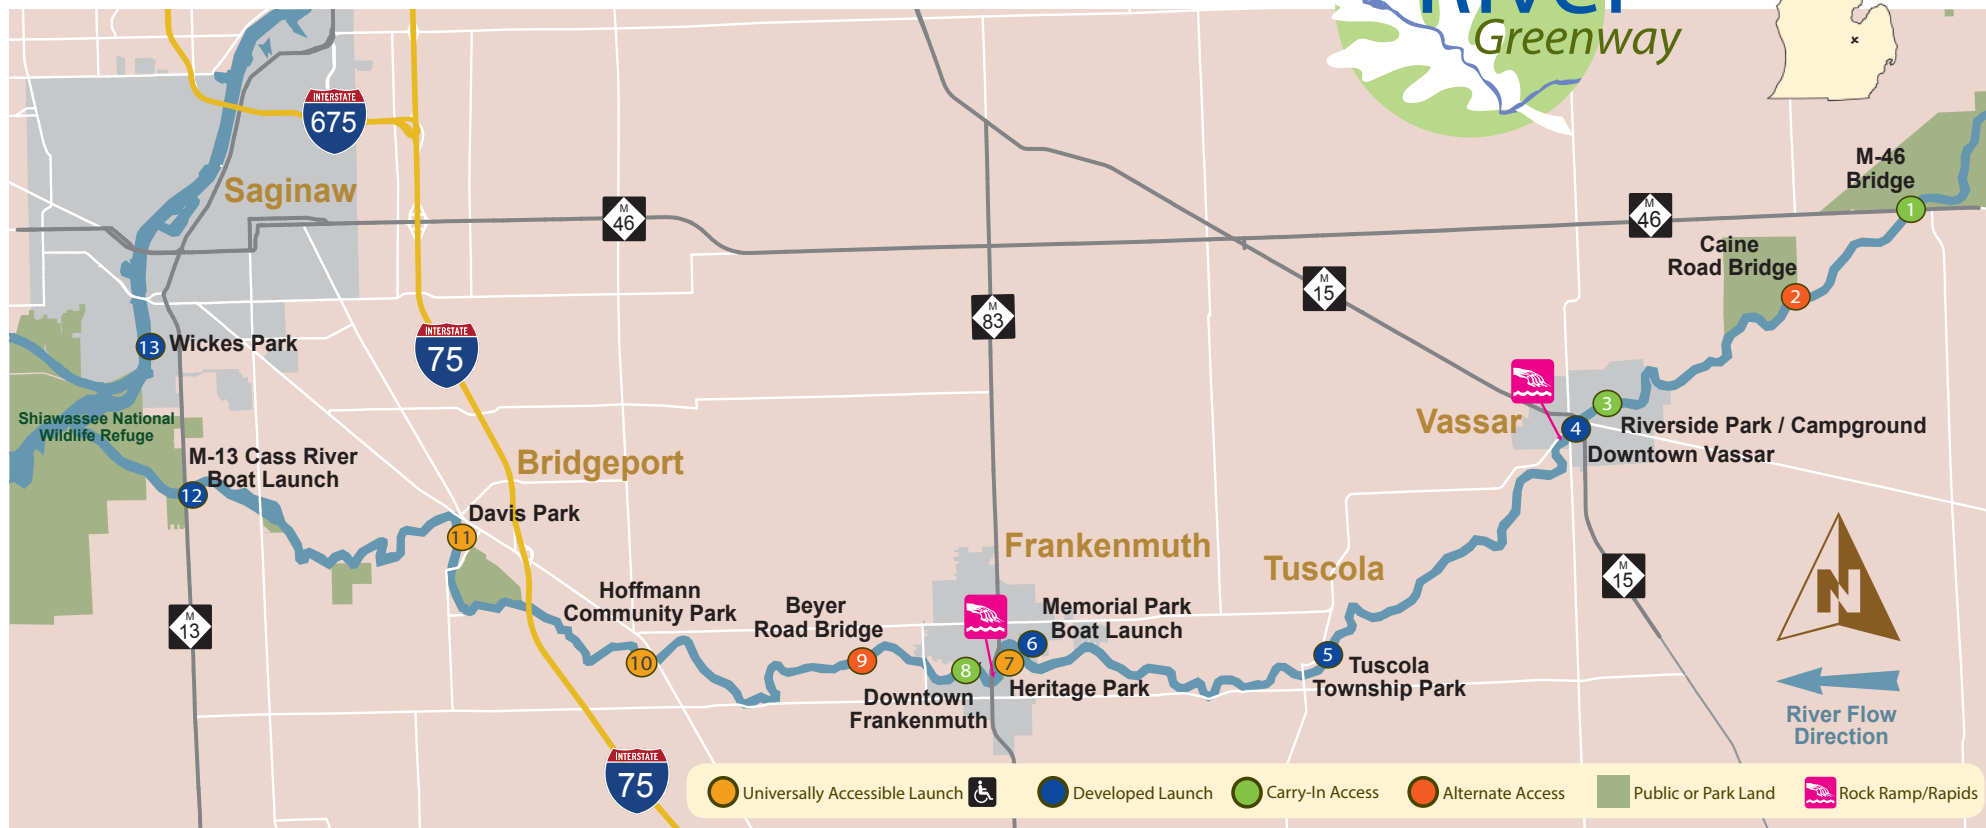 River
Greenway
INTERSTATE
675
Saginaw
M
46
M
46
M-46
Bridge
1
Caine
Road Bridge
2
M
15
M
83
13
Wickes Park
INTERSTATE
75
Shiawassee National
Wildlife Refuge
3
Vassar
4
Riverside Park / Campground
Downtown Vassar
M-13 Cass River
Boat Launch
12
Bridgeport
Davis Park
11
Frankenmuth
Tuscola
M
15
N
Hoffmann
Community Park
10
Beyer
Road Bridge
9
Memorial Park
Boat Launch
6
7
8
Heritage Park
Downtown
Frankenmuth
5
Tuscola
Township Park
M
13
River Flow
Direction
INTERSTATE
75
Universally Accessible Launch
Developed Launch
Carry-In Access
Alternate Access
Public or Park Land
Rock Ramp/Rapids